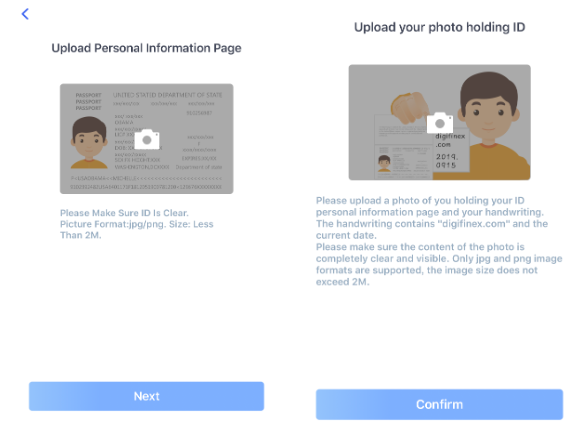 Upload Personal Information Page
PASSPORT
PASSPORT
PASSPORT
UNITED STATED DEPARTMENT OF STATE
Please Make Sure ID Is Clear.
Picture Format:jpg/png. Size: Less
Than 2M.
Next
Upload your photo holding ID
digifinex
.com
2019.
0915
Please upload a photo of you holding your ID
personal information page and your handwriting.
The handwriting contains "digifinex.com" and the
current date.
Please make sure the content of the photo is
completely clear and visible. Only jpg and png image
formats are supported, the image size does not
exceed 2M.
Confirm